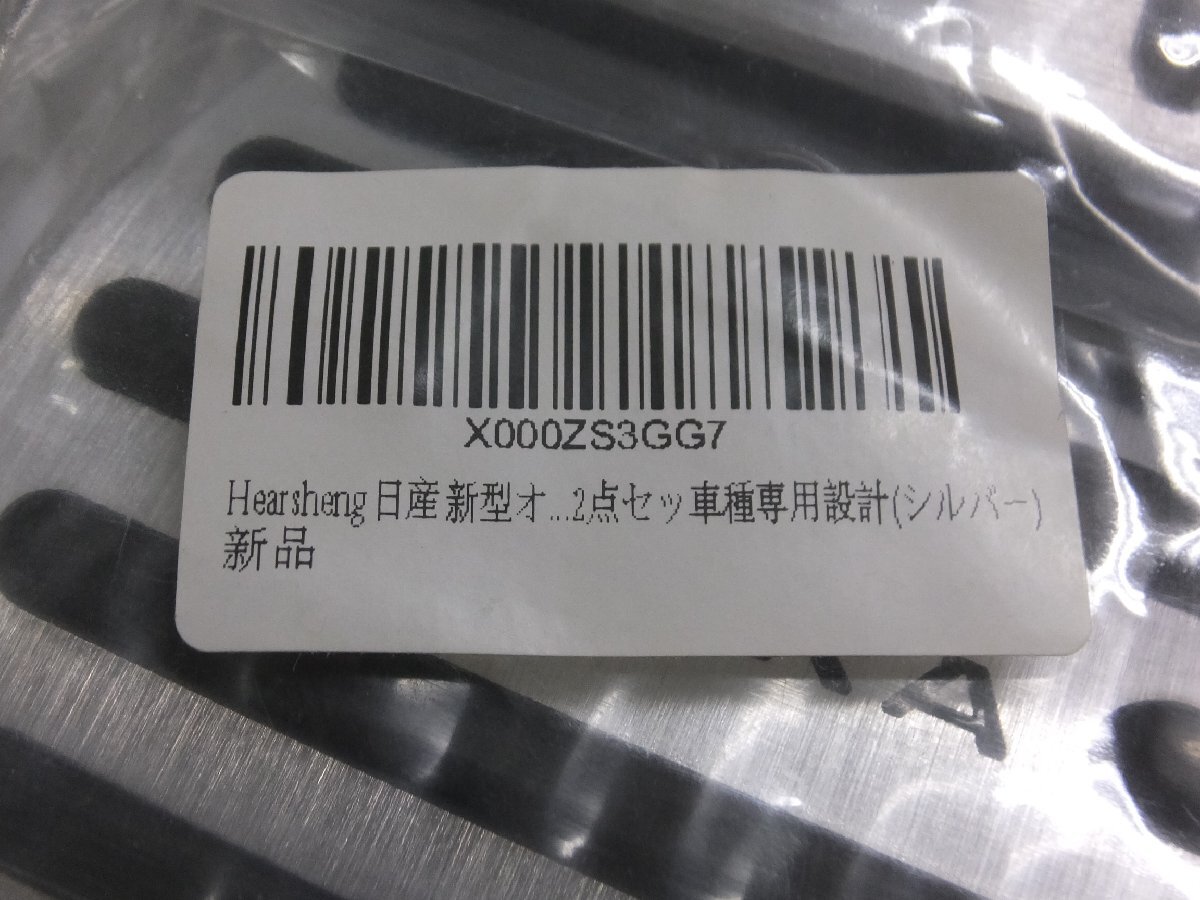 X000ZS3GG7
Hearsheng 日産 新型オ ...2点セッ 車種専用設計(シルバー)
新品